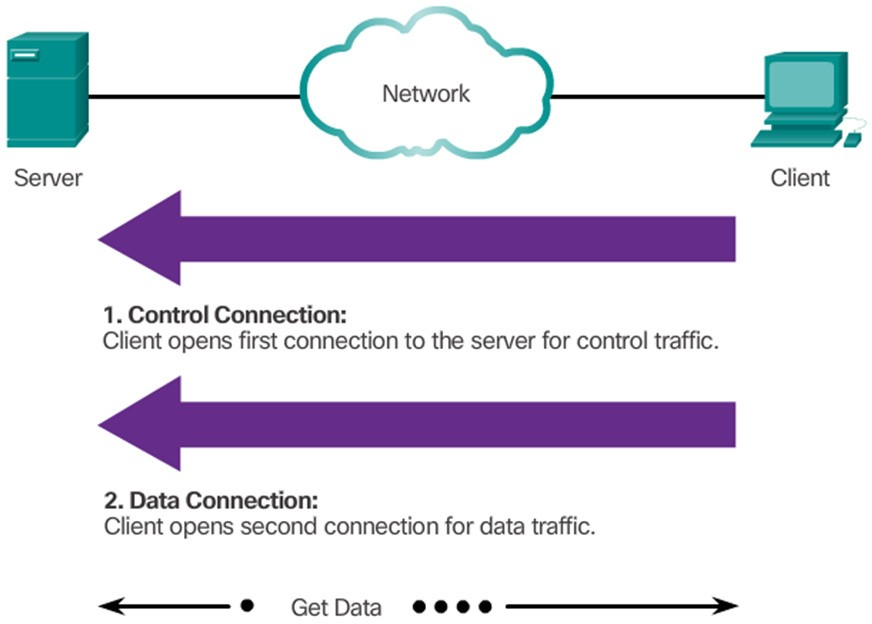 Network
Server
Client
1. Control Connection:
Client opens first connection to the server for control traffic.
2. Data Connection:
Client opens second connection for data traffic.
Get Data